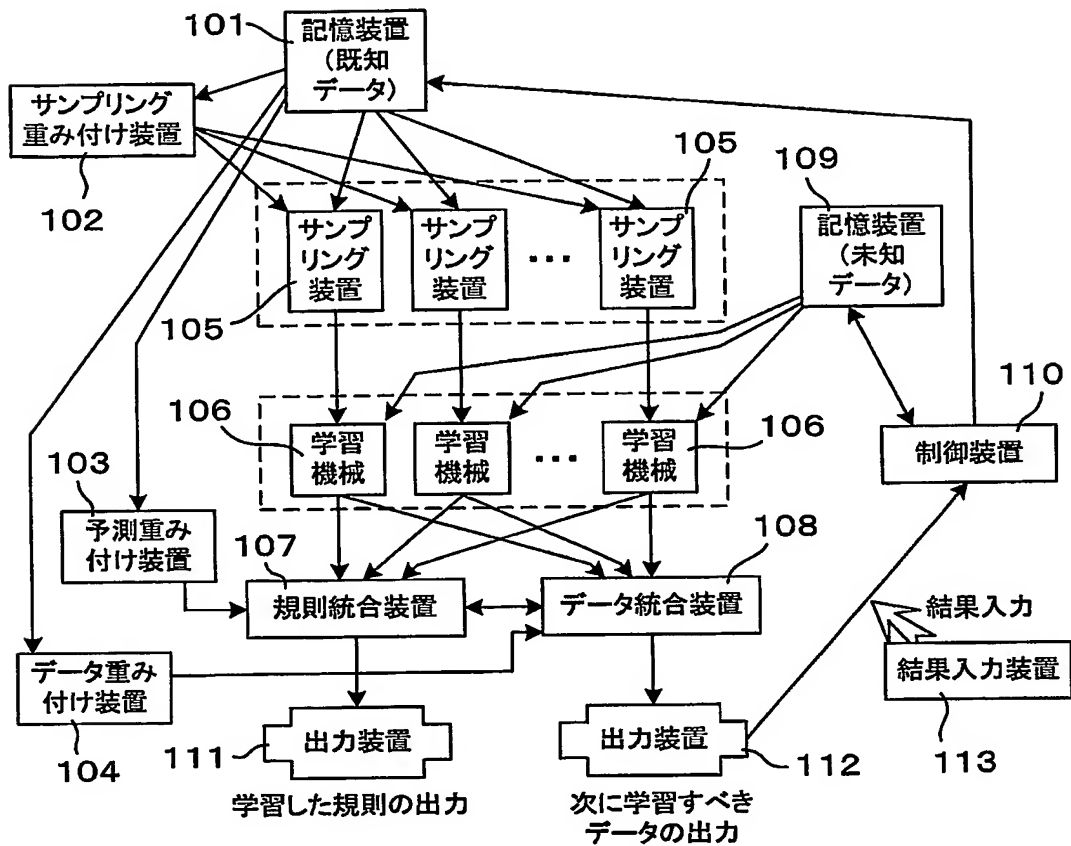 101
記憶装置
(既知
データ)
サンプリング
重み付け装置
102
105
109
記憶装置
(未知
データ)
サンプ
リング
装置
サンプ
リング
装置
...
サンプ
リング
装置
105
110
制御装置
106
学習
機械
学習
機械
...
学習
機械
106
103
予測重み
付け装置
107
規則統合装置
108
データ統合装置
結果入力
結果入力装置
113
データ重み
付け装置
104
111
出力装置
学習した規則の出力
出力装置
112
次に学習すべき
データの出力